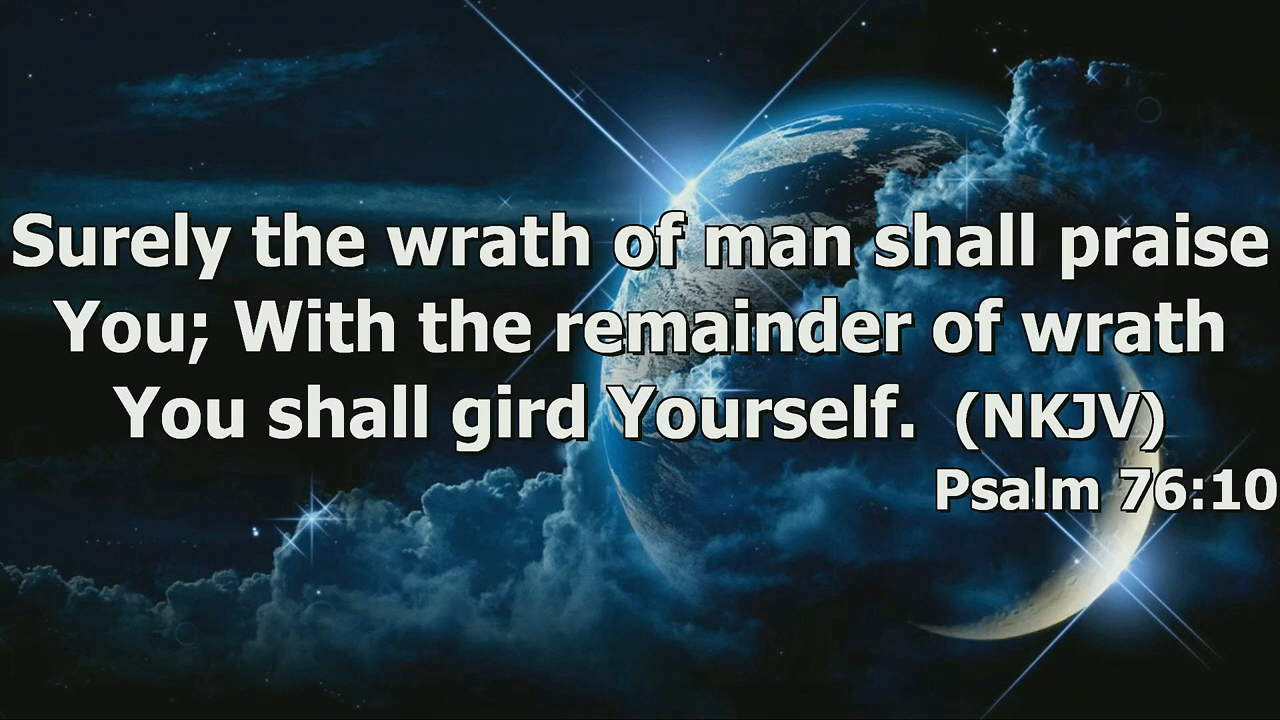 Surely the wrath of man shall praise
You; With the remainder of wrath
You shall gird Yourself. (NKJV)
Psalm 76:10